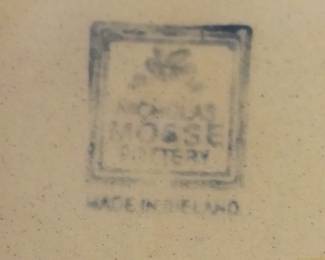 NICHOLAS
MOSSE
POTTERY
MADE IN IRELAND